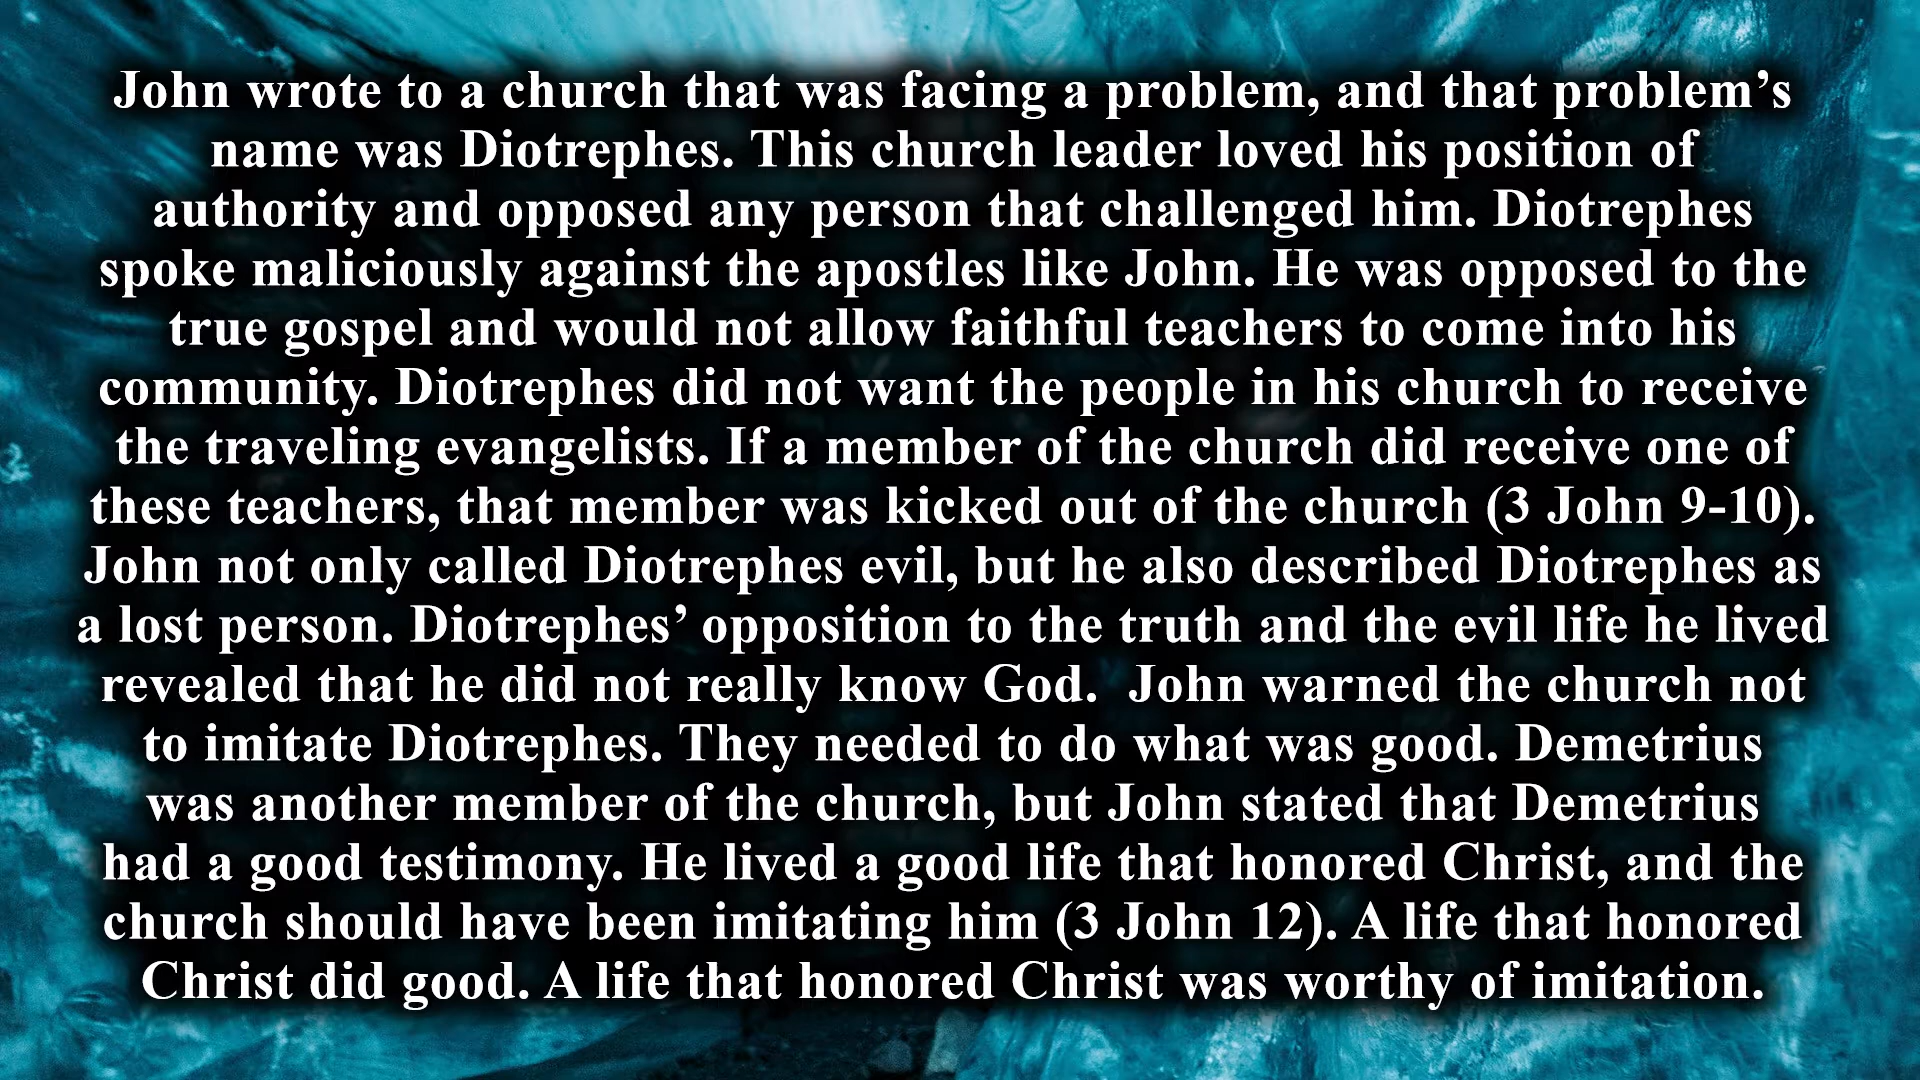 John wrote to a church that was facing a problem, and that problem’s
name was Diotrephes. This church leader loved his position of
authority and opposed any person that challenged him. Diotrephes
spoke maliciously against the apostles like John. He was opposed to the
true gospel and would not allow faithful teachers to come into his
community. Diotrephes did not want the people in his church to receive
the traveling evangelists. If a member of the church did receive one of
these teachers, that member was kicked out of the church (3 John 9-10).
John not only called Diotrephes evil, but he also described Diotrephes as
a lost person. Diotrephes’ opposition to the truth and the evil life he lived
revealed that he did not really know God.  John warned the church not
to imitate Diotrephes. They needed to do what was good. Demetrius
was another member of the church, but John stated that Demetrius
had a good testimony. He lived a good life that honored Christ, and the
church should have been imitating him (3 John 12). A life that honored
Christ did good. A life that honored Christ was worthy of imitation.